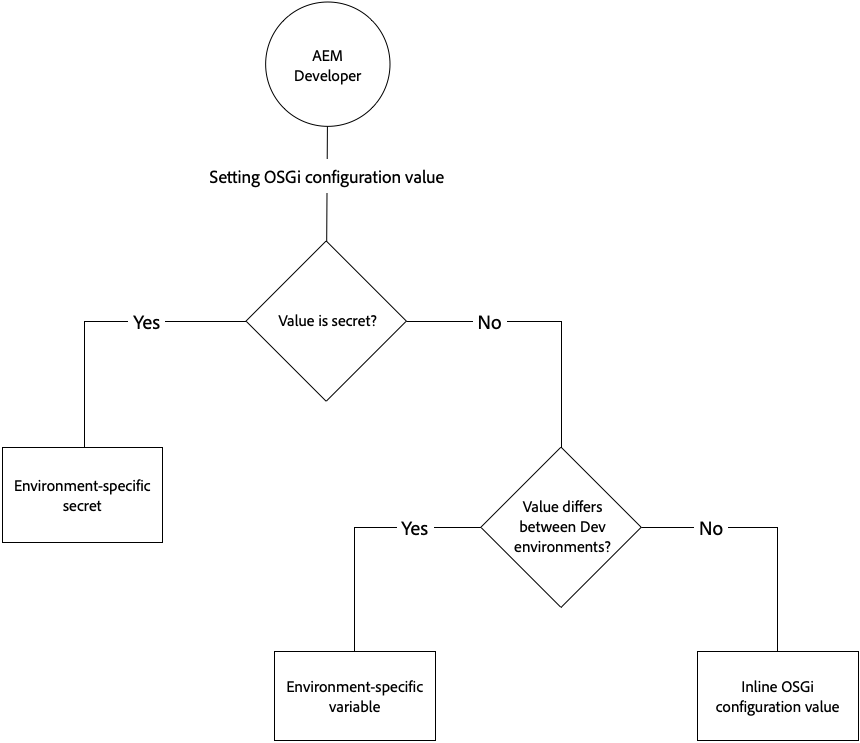 AEM
Developer
Setting OSGi configuration value
Value is secret?
Yes
No
Environment-specific
secret
Value differs
between Dev
environments?
Yes
No
Environment-specific
variable
Inline OSGi
configuration value